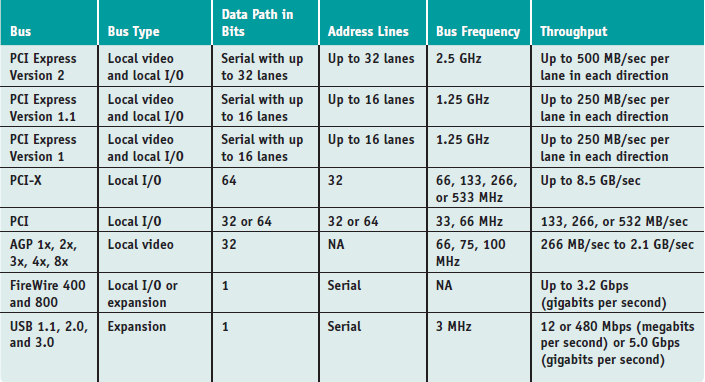 Bus Bus Type Data Path in Bits Address Lines Bus Frequency Throughput
PCI Express Local video Serial with up Up to 32 lanes 2.5 GHz Up to 500 MB/sec per
Version 2 and local I/O to 32 lanes lane in each direction
PCI Express Local video Serial with up Up to 16 lanes 1.25 GHz Up to 250 MB/sec per
Version 1.1 and local I/O to 16 lanes lane in each direction
PCI Express Local video Serial with up Up to 16 lanes 1.25 GHz Up to 250 MB/sec per
Version 1 and local I/O to 16 lanes lane in each direction
PCI-X Local I/O 64 32 66, 133, 266, Up to 8.5 GB/sec
or 533 MHz
PCI Local I/O 32 or 64 32 or 64 33, 66 MHz 133, 266, or 532 MB/sec
AGP 1x, 2x, Local video 32 NA 66, 75, 100 266 MB/sec to 2.1 GB/sec
3x, 4x, 8x MHz
FireWire 400 Local I/O or 1 Serial NA Up to 3.2 Gbps
and 800 expansion (gigabits per second)
USB 1.1, 2.0, Expansion 1 Serial 3 MHz 12 or 480 Mbps (megabits
and 3.0 per second) or 5.0 Gbps
(gigabits per second)